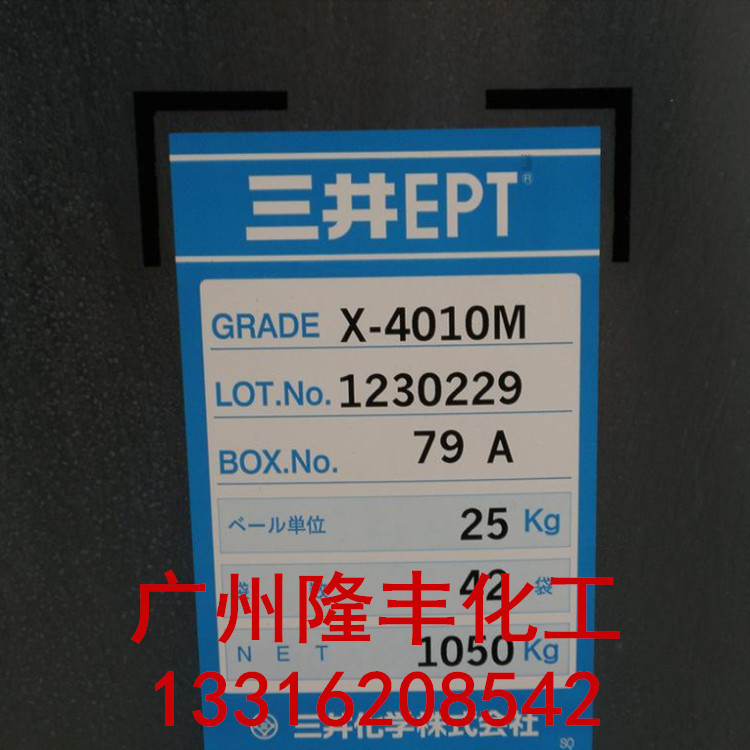 三井EPT®
GRADE X-4010M
LOT.No. 1230229
BOX.No. 79 A
ベール単位 25 Kg
袋 42 袋
广州隆丰化工
NET 1050 Kg
13316208542
三井化学株式会社
SO